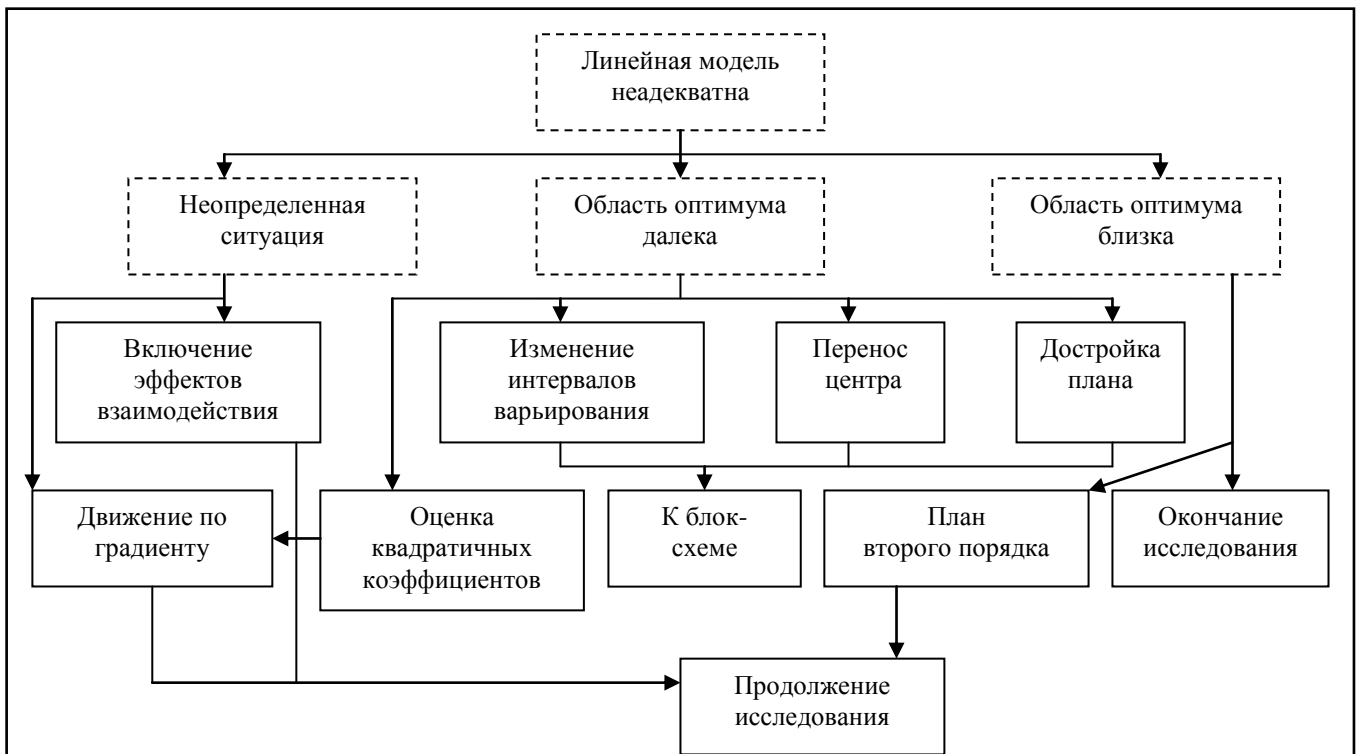 Линейная модель
неадекватна
Неопределенная
ситуация
Область оптимума
далека
Область оптимума
близка
Включение
эффектов
взаимодействия
Изменение
интервалов
варьирования
Перенос
центра
Достройка
плана
Движение по
градиенту
Оценка
квадратичных
коэффициентов
К блок-
схеме
План
второго порядка
Окончание
исследования
Продолжение
исследования